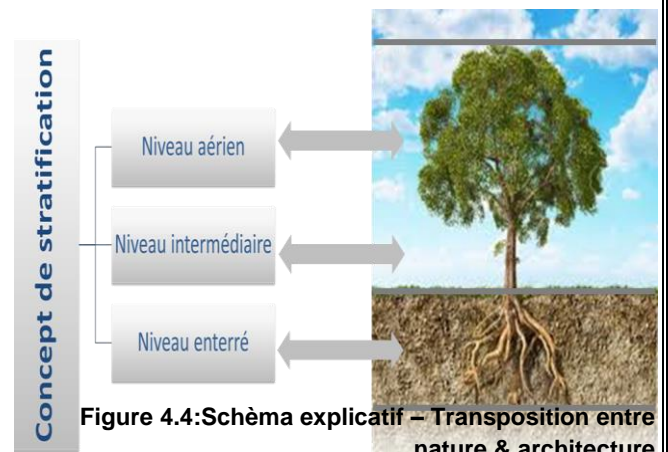 Concept de stratification
Niveau aérien
Niveau intermédiaire
Niveau enterré
Figure 4.4:Schèma explicatif – Transposition entre
nature & architecture